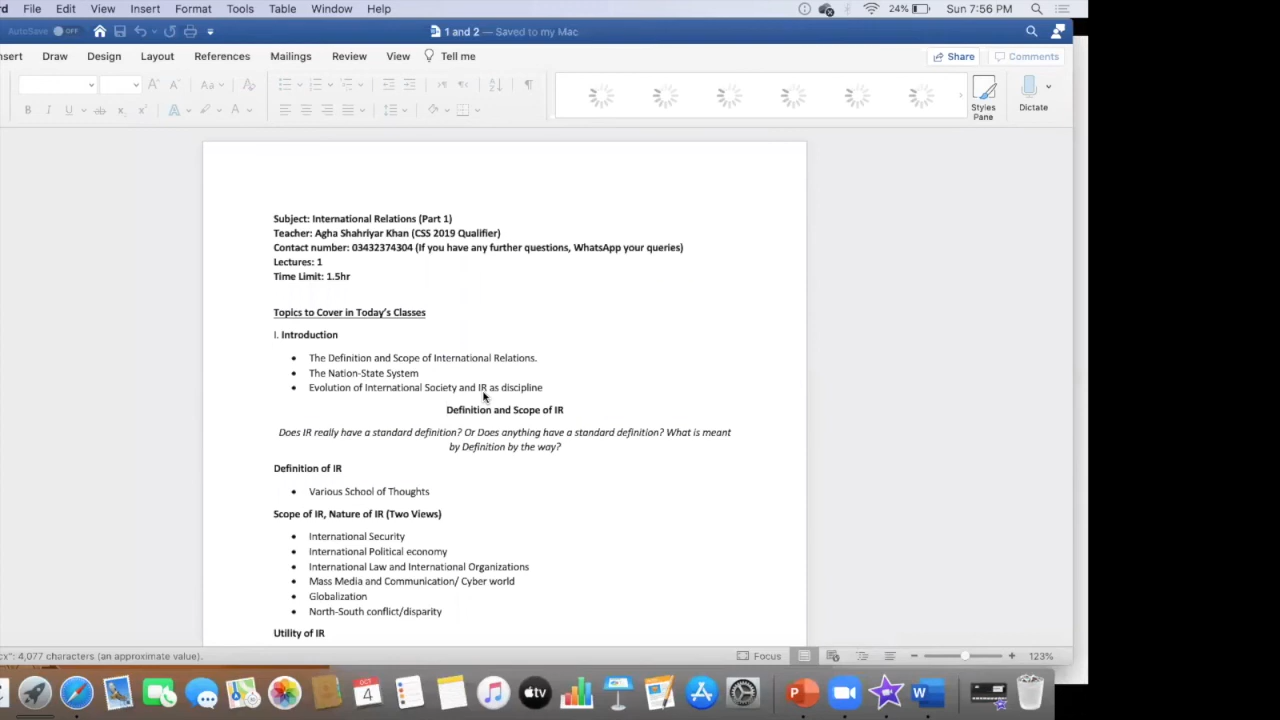 File Edit View Insert Format Tools Table Window Help 24% Sun 7:56 PM
AutoSave OFF 1 and 2 — Saved to my Mac
Draw Design Layout References Mailings Review View Tell me Share Comments
Aa
B I U ab x₂ x² A A Styles Pane Dictate
Subject: International Relations (Part 1)
Teacher: Agha Shahriyar Khan (CSS 2019 Qualifier)
Contact number: 03432374304 (If you have any further questions, WhatsApp your queries)
Lectures: 1
Time Limit: 1.5hr
Topics to Cover in Today's Classes
I. Introduction
• The Definition and Scope of International Relations.
• The Nation-State System
• Evolution of International Society and IR as discipline
Definition and Scope of IR
Does IR really have a standard definition? Or Does anything have a standard definition? What is meant
by Definition by the way?
Definition of IR
• Various School of Thoughts
Scope of IR, Nature of IR (Two Views)
• International Security
• International Political economy
• International Law and International Organizations
• Mass Media and Communication/ Cyber world
• Globalization
• North-South conflict/disparity
Utility of IR
4,077 characters (an approximate value). Focus 123%
OCT
4
tv